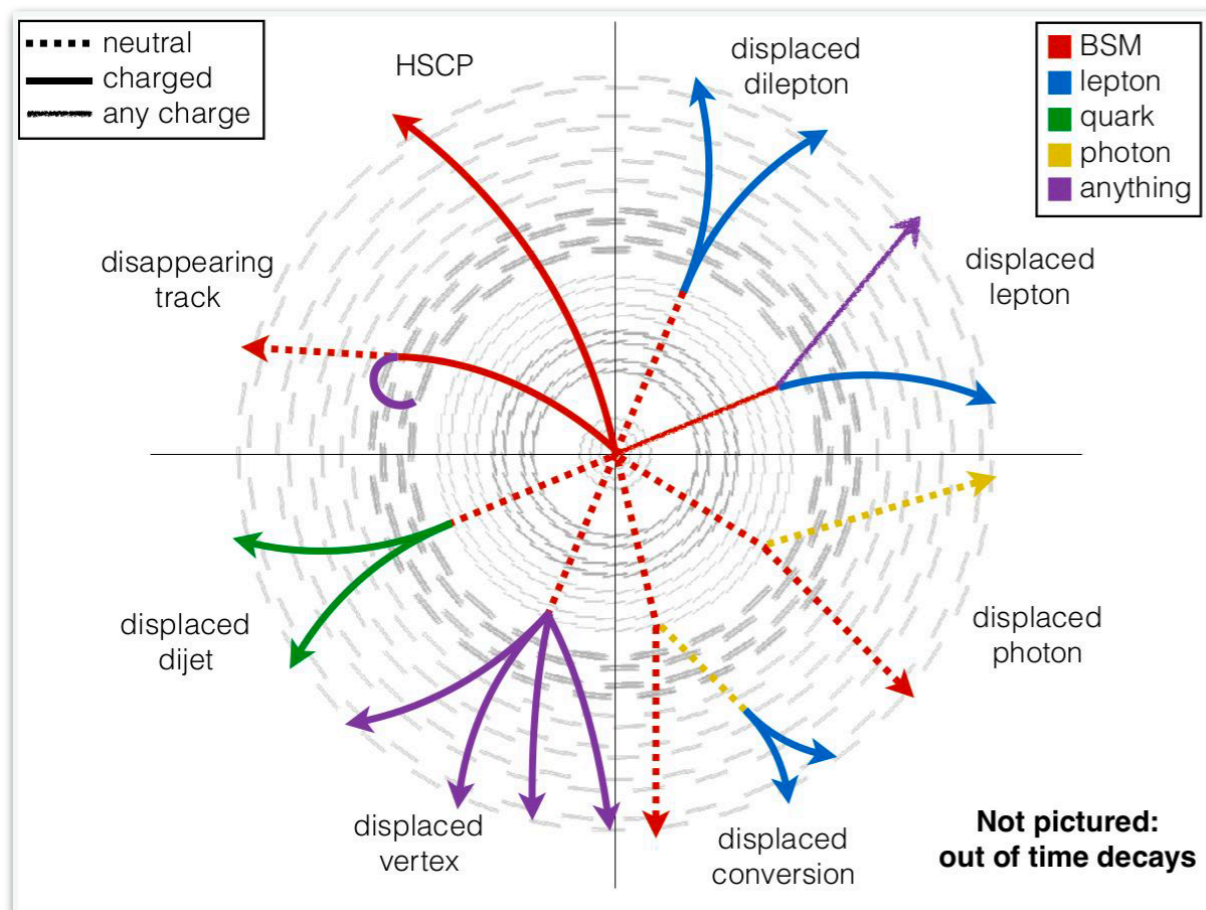 neutral
charged
any charge
HSCP
displaced
dilepton
BSM
lepton
quark
photon
anything
disappearing
track
displaced
lepton
displaced
dijet
displaced
photon
displaced
vertex
displaced
conversion
Not pictured:
out of time decays